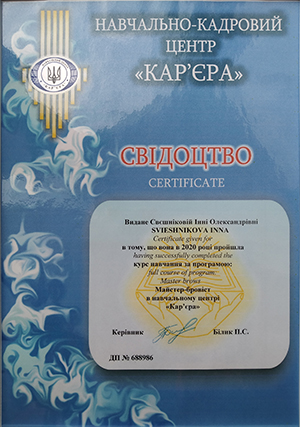 НАВЧАЛЬНО-КАДРОВИЙ
ЦЕНТР
«КАР’ЄРА»
СВІДОЦТВО
CERTIFICATE
Видане Свєшніковій Інні Олександрівні
SVIESHNIKOVA INNA
Certificate given for
в тому, що вона в 2020 році пройшла
having successfully completed the
курс навчання за програмою:
full course of program:
Master brows
Майстер-бровіст
в навчальному центрі
«Кар’єра»
Керівник Білик П.С.
ДП № 688986